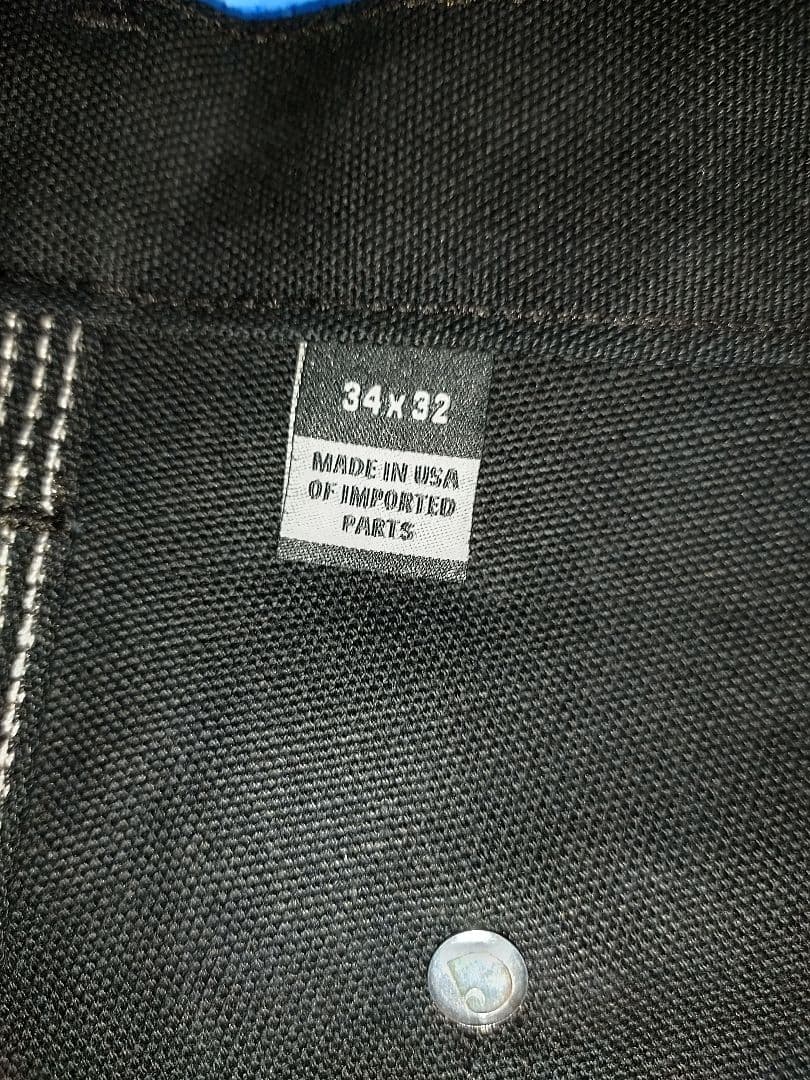 34x32
MADE IN USA
OF IMPORTED
PARTS